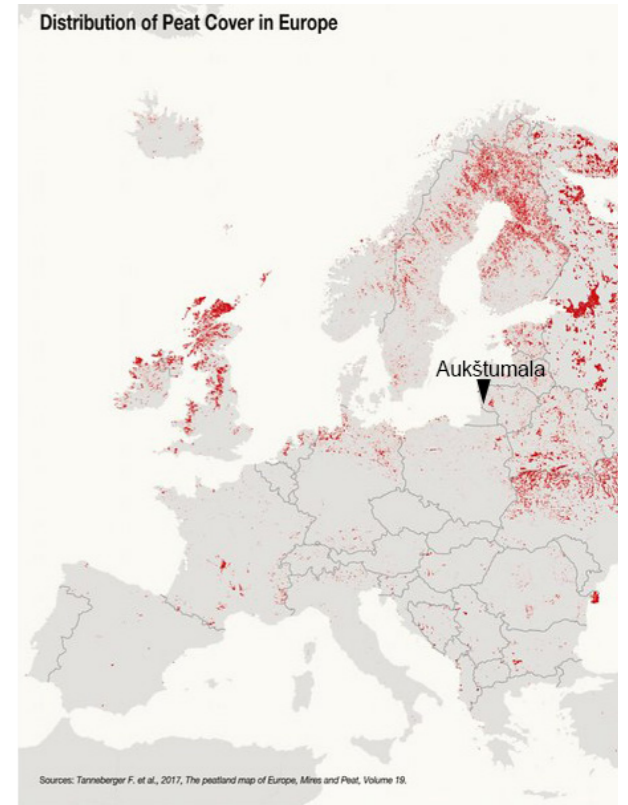 Distribution of Peat Cover in Europe
Aukštumala
Sources: Tanneberger F. et al., 2017, The peatland map of Europe, Mires and Peat, Volume 19.